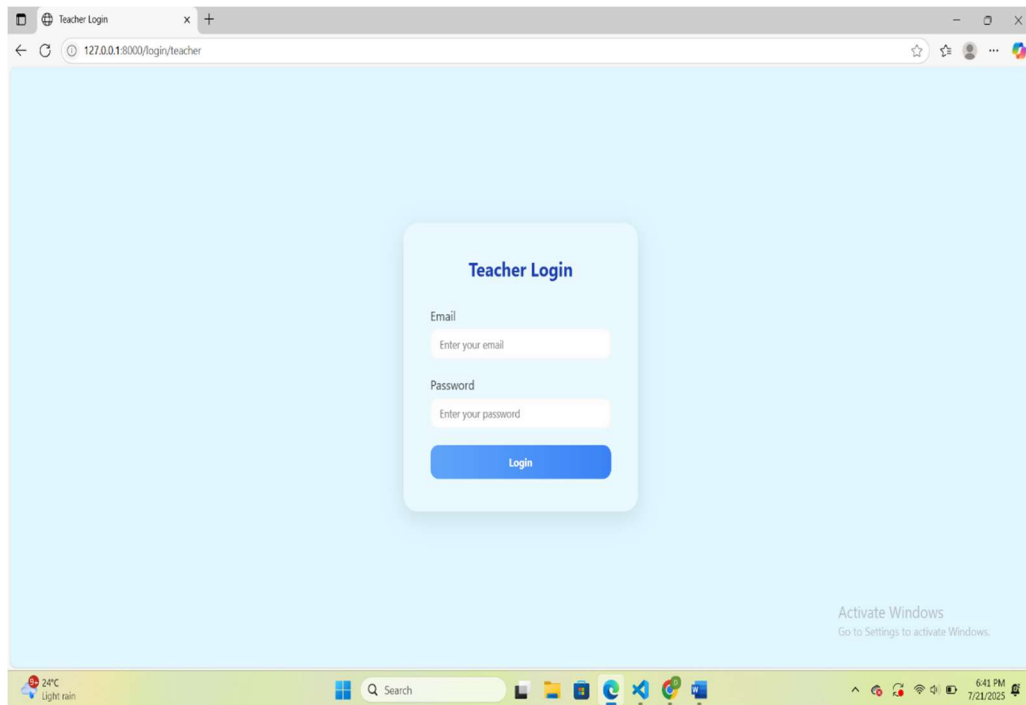 Teacher Login
127.0.0.1:8000/login/teacher
Teacher Login
Email
Enter your email
Password
Enter your password
Login
Activate Windows
Go to Settings to activate Windows.
9+
24°C
Light rain
Search
6:41 PM
7/21/2025